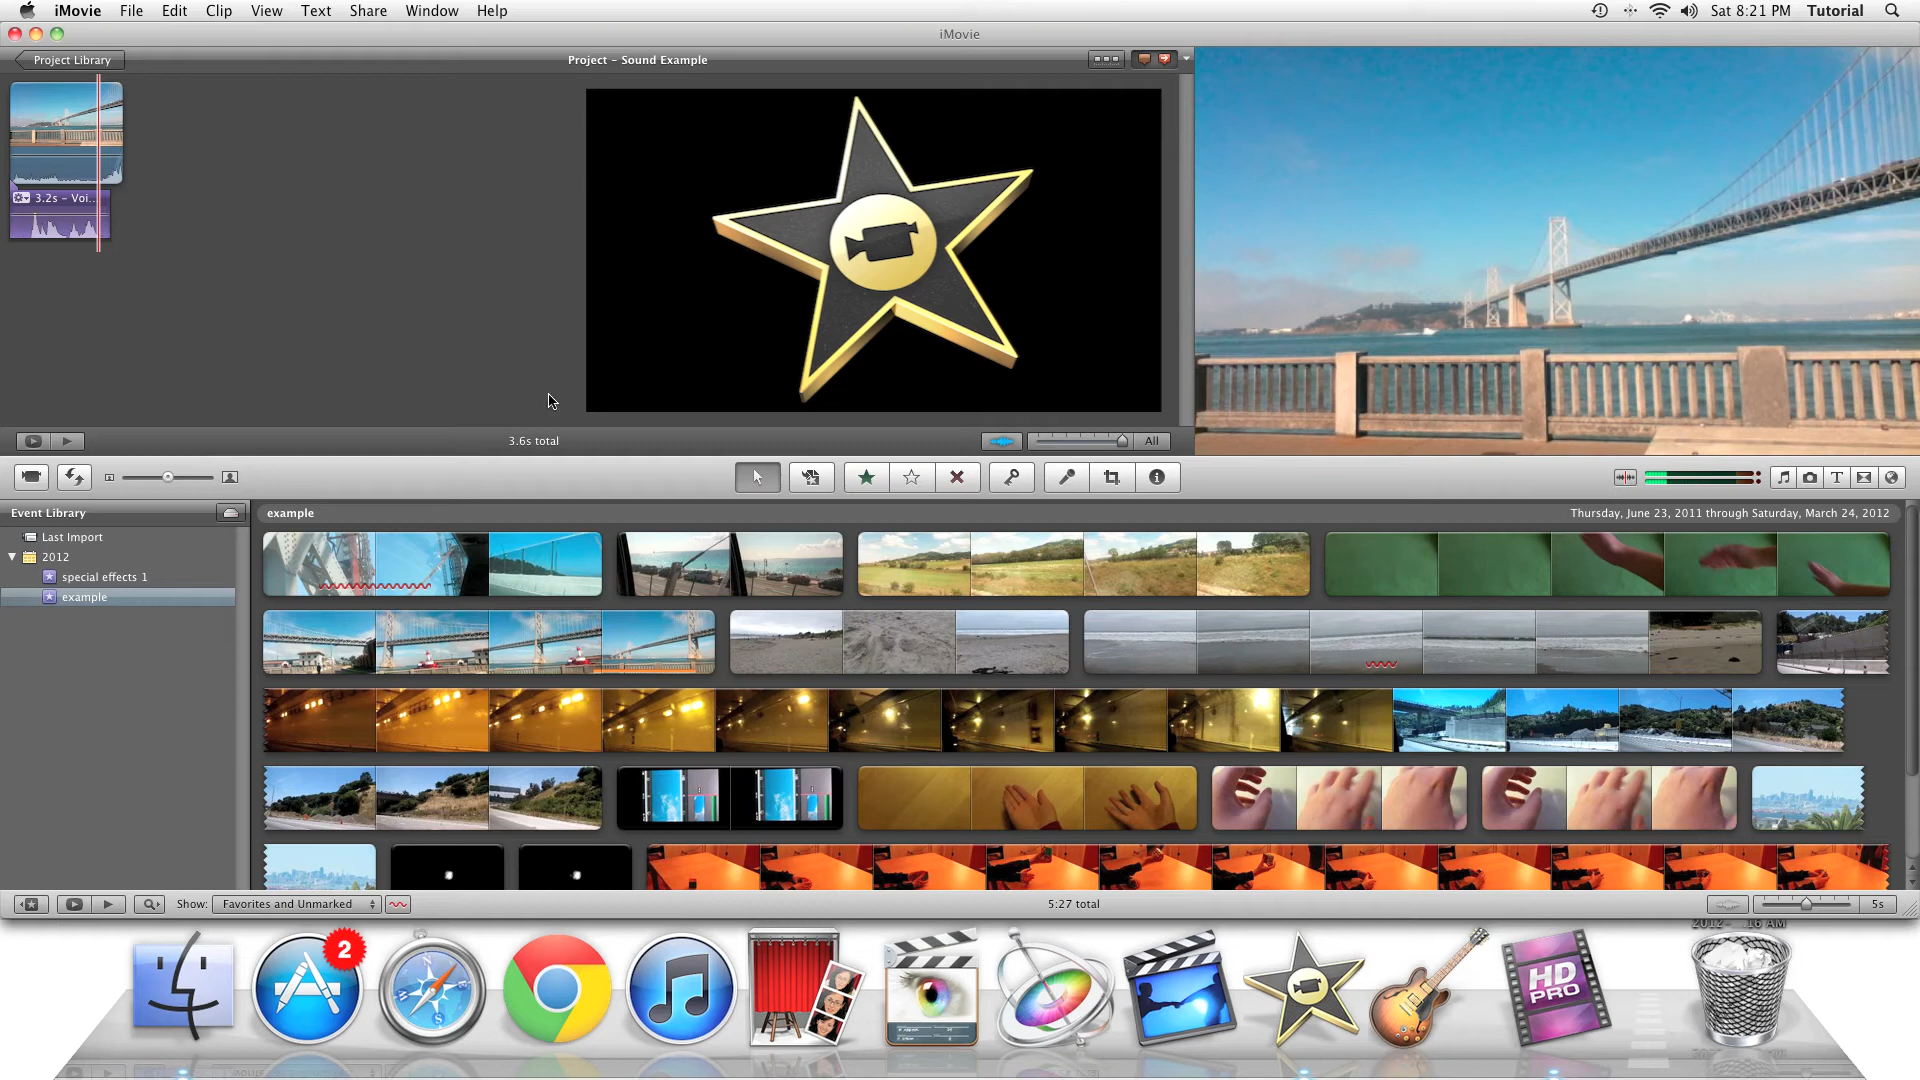 iMovie File Edit Clip View Text Share Window Help Sat 8:21 PM Tutorial
iMovie
Project Library Project – Sound Example
3.2s – Voi...
3.6s total All
Event Library example Thursday, June 23, 2011 through Saturday, March 24, 2012
Last Import
2012
special effects 1
example
Show: Favorites and Unmarked 5:27 total 5s
2
HD
PRO